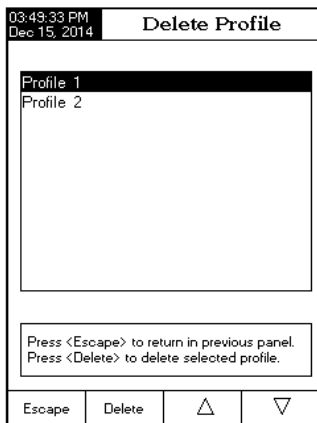 03:49:33 PM
Dec 15, 2014
Delete Profile
Profile 1
Profile 2
Press <Escape> to return in previous panel.
Press <Delete> to delete selected profile.
Escape
Delete